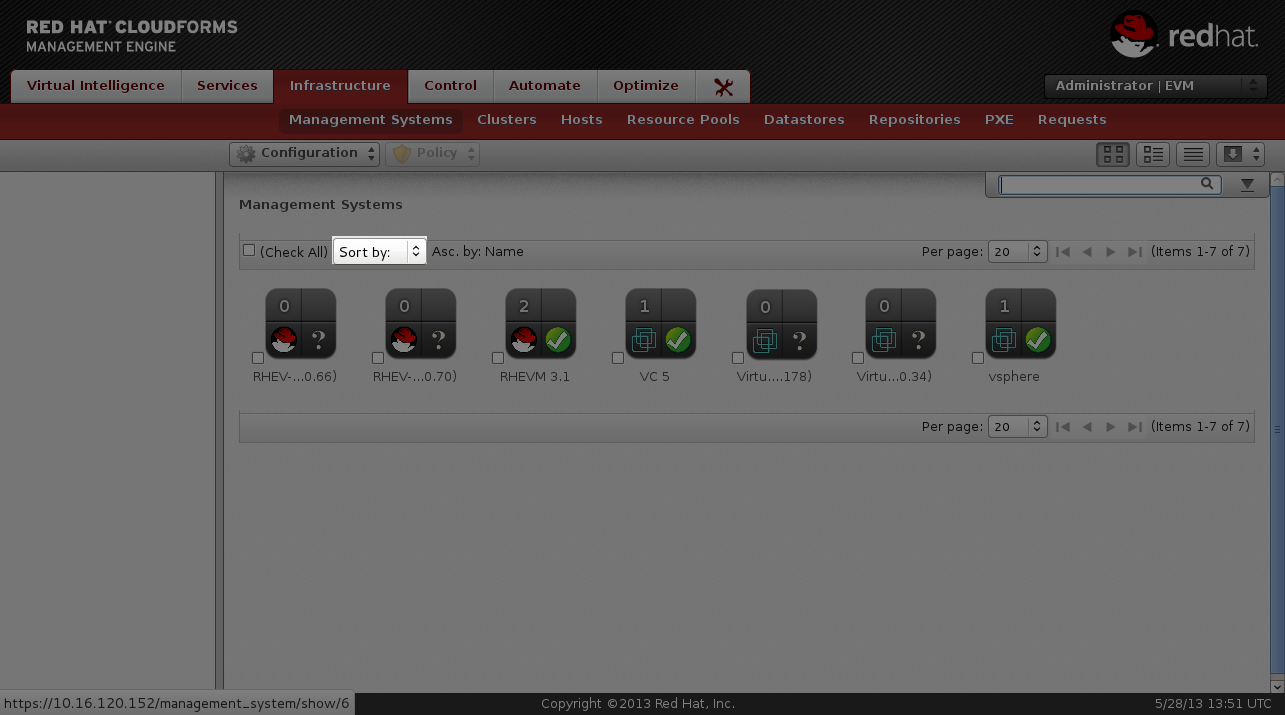 RED HAT CLOUDFORMS
MANAGEMENT ENGINE
redhat.
Virtual Intelligence Services Infrastructure Control Automate Optimize
Administrator | EVM
Management Systems Clusters Hosts Resource Pools Datastores Repositories PXE Requests
Configuration Policy
Management Systems
(Check All) Sort by: Asc. by: Name Per page: 20 (Items 1-7 of 7)
0 0 2 1 0 0 1
? ? ? ?
RHEV-...0.66) RHEV-...0.70) RHEVM 3.1 VC 5 Virtu....178) Virtu...0.34) vsphere
Per page: 20 (Items 1-7 of 7)
https://10.16.120.152/management_system/show/6 Copyright ©2013 Red Hat, Inc. 5/28/13 13:51 UTC